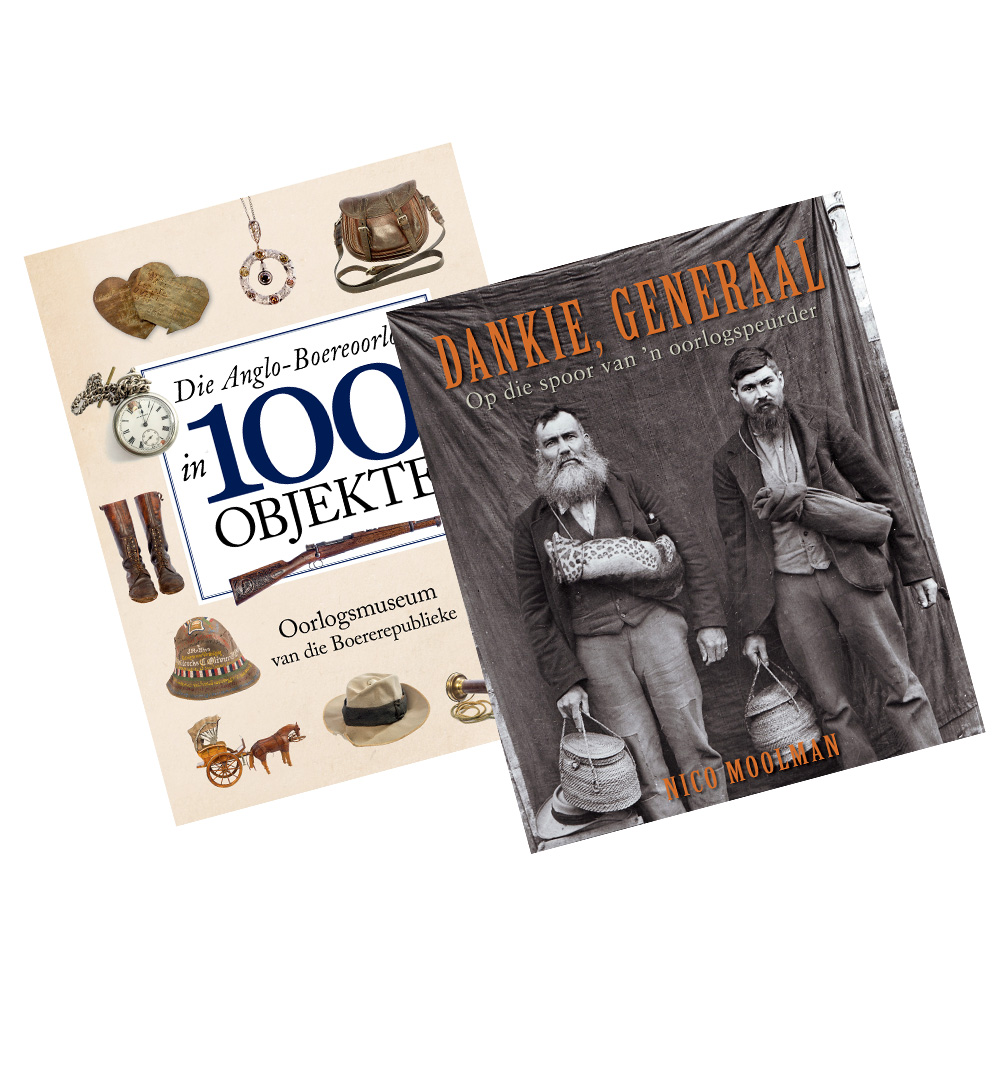 Die Anglo-Boereoorlo
in 100
OBJEKTE
Oorlogsmuseum
van die Boererepublieke
DANKIE, GENERAAL
Op die spoor van 'n oorlogspeurder
NICO MOOLMAN